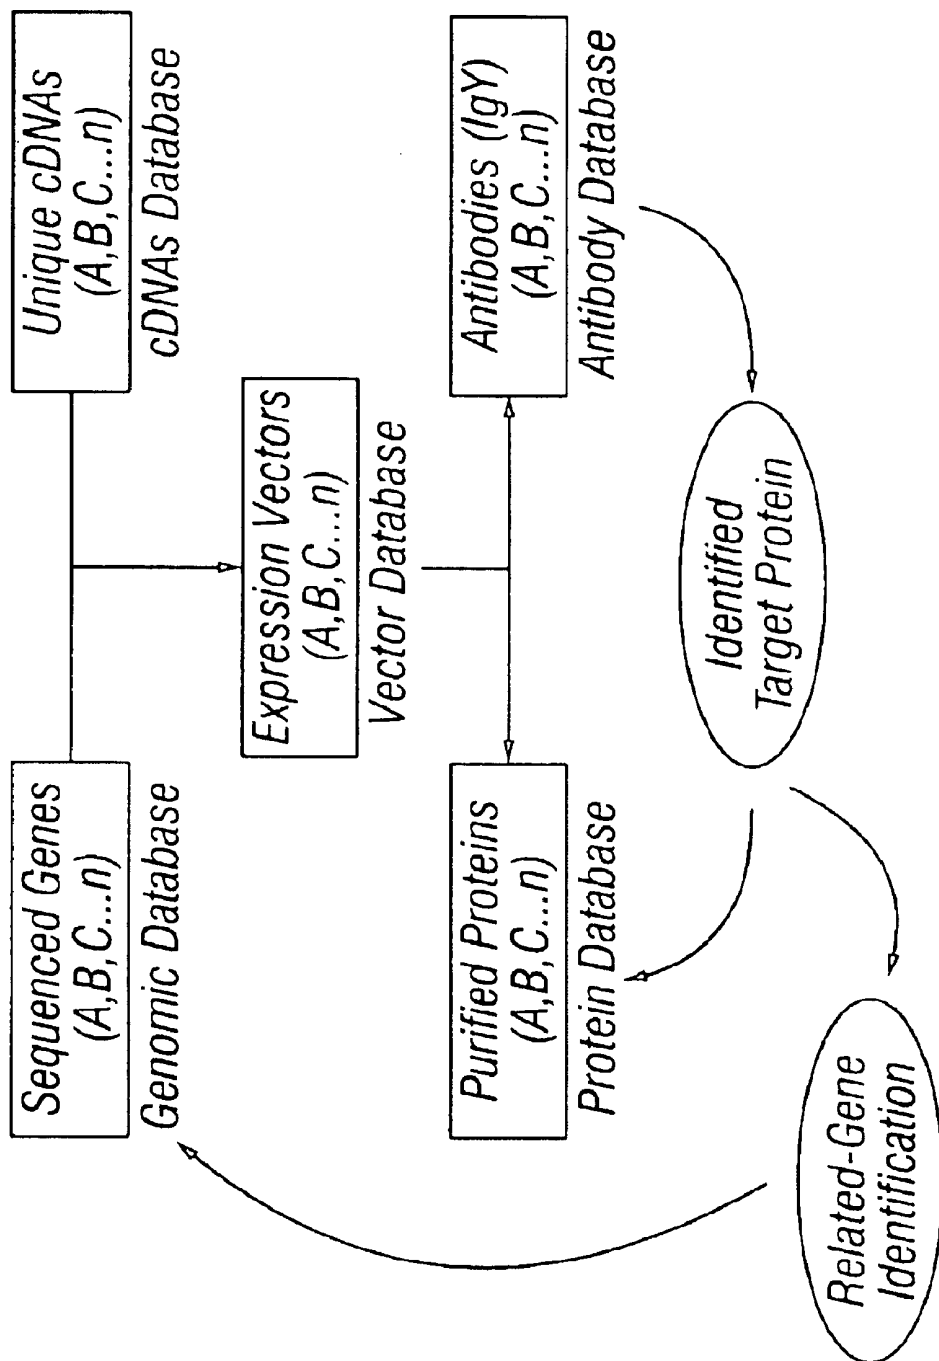 Sequenced Genes
(A,B,C...n)
Genomic Database
Unique cDNAs
(A,B,C...n)
cDNAs Database
Expression Vectors
(A,B,C...n)
Vector Database
Purified Proteins
(A,B,C...n)
Protein Database
Antibodies (IgY)
(A,B,C...n)
Antibody Database
Identified
Target Protein
Related-Gene
Identification